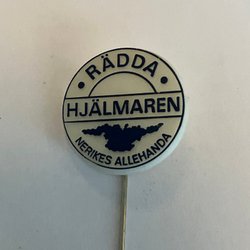 • RÄDDA •
HJÄLMAREN
NERIKES ALLEHANDA